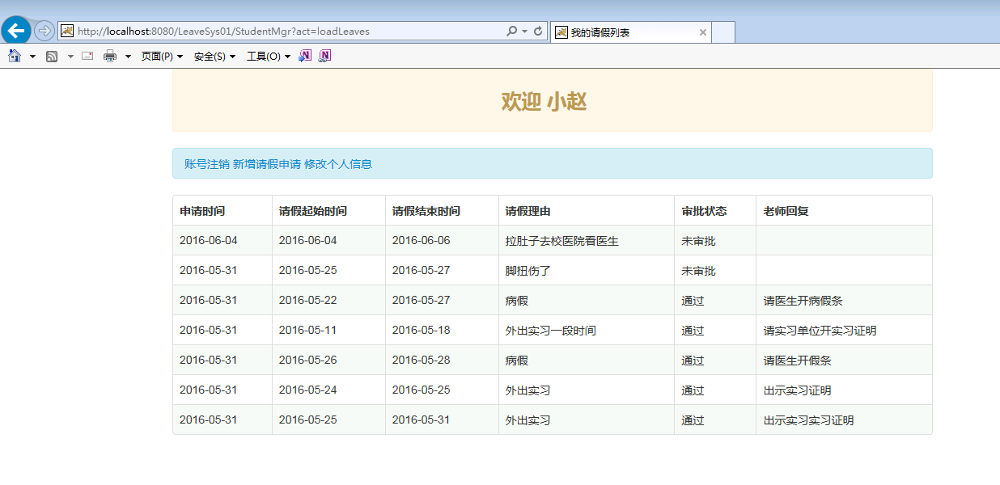 http://localhost:8080/LeaveSys01/StudentMgr?act=loadLeaves 我的请假列表
页面(P) 安全(S) 工具(O)
欢迎 小赵
账号注销 新增请假申请 修改个人信息
申请时间 请假起始时间 请假结束时间 请假理由 审批状态 老师回复
2016-06-04 2016-06-04 2016-06-06 拉肚子去校医院看医生 未审批
2016-05-31 2016-05-25 2016-05-27 脚扭伤了 未审批
2016-05-31 2016-05-22 2016-05-27 病假 通过 请医生开病假条
2016-05-31 2016-05-11 2016-05-18 外出实习一段时间 通过 请实习单位开实习证明
2016-05-31 2016-05-26 2016-05-28 病假 通过 请医生开假条
2016-05-31 2016-05-24 2016-05-25 外出实习 通过 出示实习证明
2016-05-31 2016-05-25 2016-05-31 外出实习 通过 出示实习实习证明